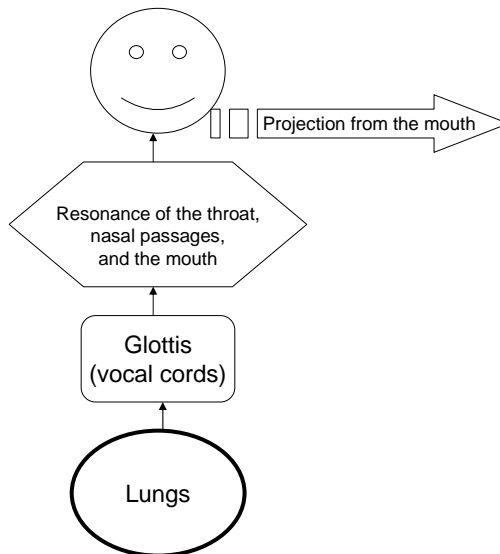 Projection from the mouth
Resonance of the throat,
nasal passages,
and the mouth
Glottis
(vocal cords)
Lungs